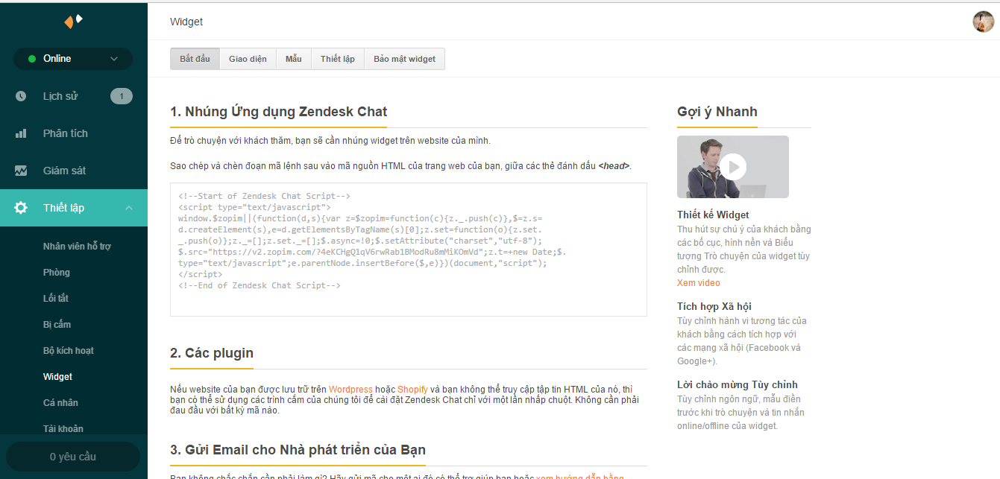 Online
Lịch sử
1
Phân tích
Giám sát
Thiết lập
Nhân viên hỗ trợ
Phòng
Lối tắt
Bị cấm
Bộ kích hoạt
Widget
Cá nhân
Tài khoản
0 yêu cầu
Widget
Bắt đầu Giao diện Mẫu Thiết lập Bảo mật widget
1. Nhúng Ứng dụng Zendesk Chat
Để trò chuyện với khách thăm, bạn sẽ cần nhúng widget trên website của mình.
Sao chép và chèn đoạn mã lệnh sau vào mã nguồn HTML của trang web của bạn, giữa các thẻ đánh dấu <head>.
<!--Start of Zendesk Chat Script-->
<script type="text/javascript">
window.$zopim||(function(d,s){var z=$zopim=function(c){z._.push(c)},$=z.s=
d.createElement(s),e=d.getElementsByTagName(s)[0];z.set=function(o){z.set.
_.push(o)};z._=[];z.set._=[];$.async=!0;$.setAttribute("charset","utf-8");
$.src="https://v2.zopim.com/?4eKCHgQ1qV6rwRab1BModRu8mMiKOmVd";z.t=+new Date;$.
type="text/javascript";e.parentNode.insertBefore($,e)})(document,"script");
</script>
<!--End of Zendesk Chat Script-->
2. Các plugin
Nếu website của bạn được lưu trữ trên Wordpress hoặc Shopify và bạn không thể truy cập tập tin HTML của nó, thì
bạn có thể sử dụng các trình cắm của chúng tôi để cài đặt Zendesk Chat chỉ với một lần nhấp chuột. Không cần phải
đau đầu với bất kỳ mã nào.
3. Gửi Email cho Nhà phát triển của Bạn
Bạn không chắc chắn cần phải làm gì? Hãy gửi mã cho một ai đó có thể trợ giúp bạn hoặc xem hướng dẫn bằng
Gợi ý Nhanh
Thiết kế Widget
Thu hút sự chú ý của khách bằng
các bố cục, hình nền và Biểu
tượng Trò chuyện của widget tùy
chỉnh được.
Xem video
Tích hợp Xã hội
Tùy chỉnh hành vi tương tác của
khách bằng cách tích hợp với
các mạng xã hội (Facebook và
Google+).
Lời chào mừng Tùy chỉnh
Tùy chỉnh ngôn ngữ, mẫu điền
trước khi trò chuyện và tin nhắn
online/offline của widget.